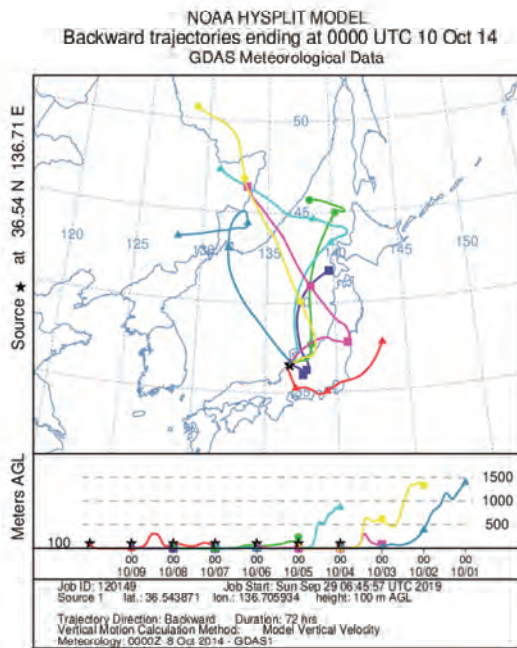 NOAA HYSPLIT MODEL
Backward trajectories ending at 0000 UTC 10 Oct 14
GDAS Meteorological Data
Source ★ at 36.54 N 136.71 E
50
45
120
125
130
135
140
145
150
Meters AGL
1500
1000
500
100
00 00 00 00 00 00 00 00 00
10/09 10/08 10/07 10/06 10/05 10/04 10/03 10/02 10/01
Job ID: 120149 Job Start: Sun Sep 29 06:45:57 UTC 2019
Source 1 lat.: 36.543871 lon.: 136.705934 height: 100 m AGL
Trajectory Direction: Backward Duration: 72 hrs
Vertical Motion Calculation Method: Model Vertical Velocity
Meteorology: 0000Z 8 Oct 2014 - GDAS1